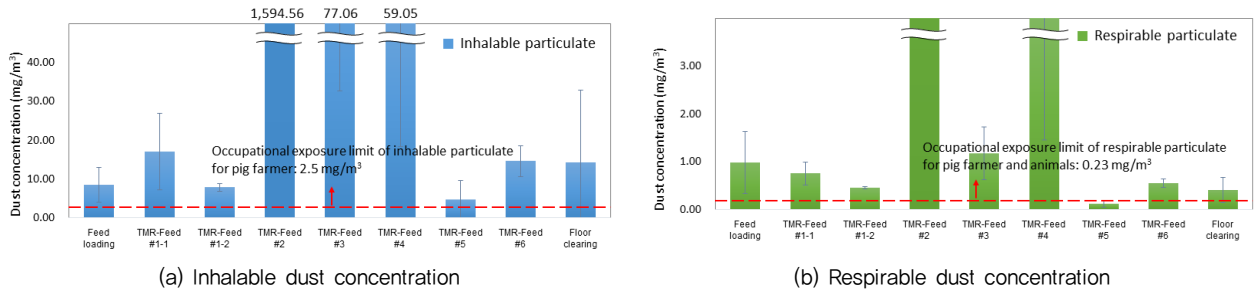 1,594.56 77.06 59.05
Dust concentration (mg/m³)
40.00
30.00
20.00
10.00
0.00
Inhalable particulate
Occupational exposure limit of inhalable particulate
for pig farmer: 2.5 mg/m³
Feed loading TMR-Feed #1-1 TMR-Feed #1-2 TMR-Feed #2 TMR-Feed #3 TMR-Feed #4 TMR-Feed #5 TMR-Feed #6 Floor clearing
(a) Inhalable dust concentration
Dust concentration (mg/m³)
3.00
2.00
1.00
0.00
Respirable particulate
Occupational exposure limit of respirable particulate
for pig farmer and animals: 0.23 mg/m³
Feed loading TMR-Feed #1-1 TMR-Feed #1-2 TMR-Feed #2 TMR-Feed #3 TMR-Feed #4 TMR-Feed #5 TMR-Feed #6 Floor clearing
(b) Respirable dust concentration